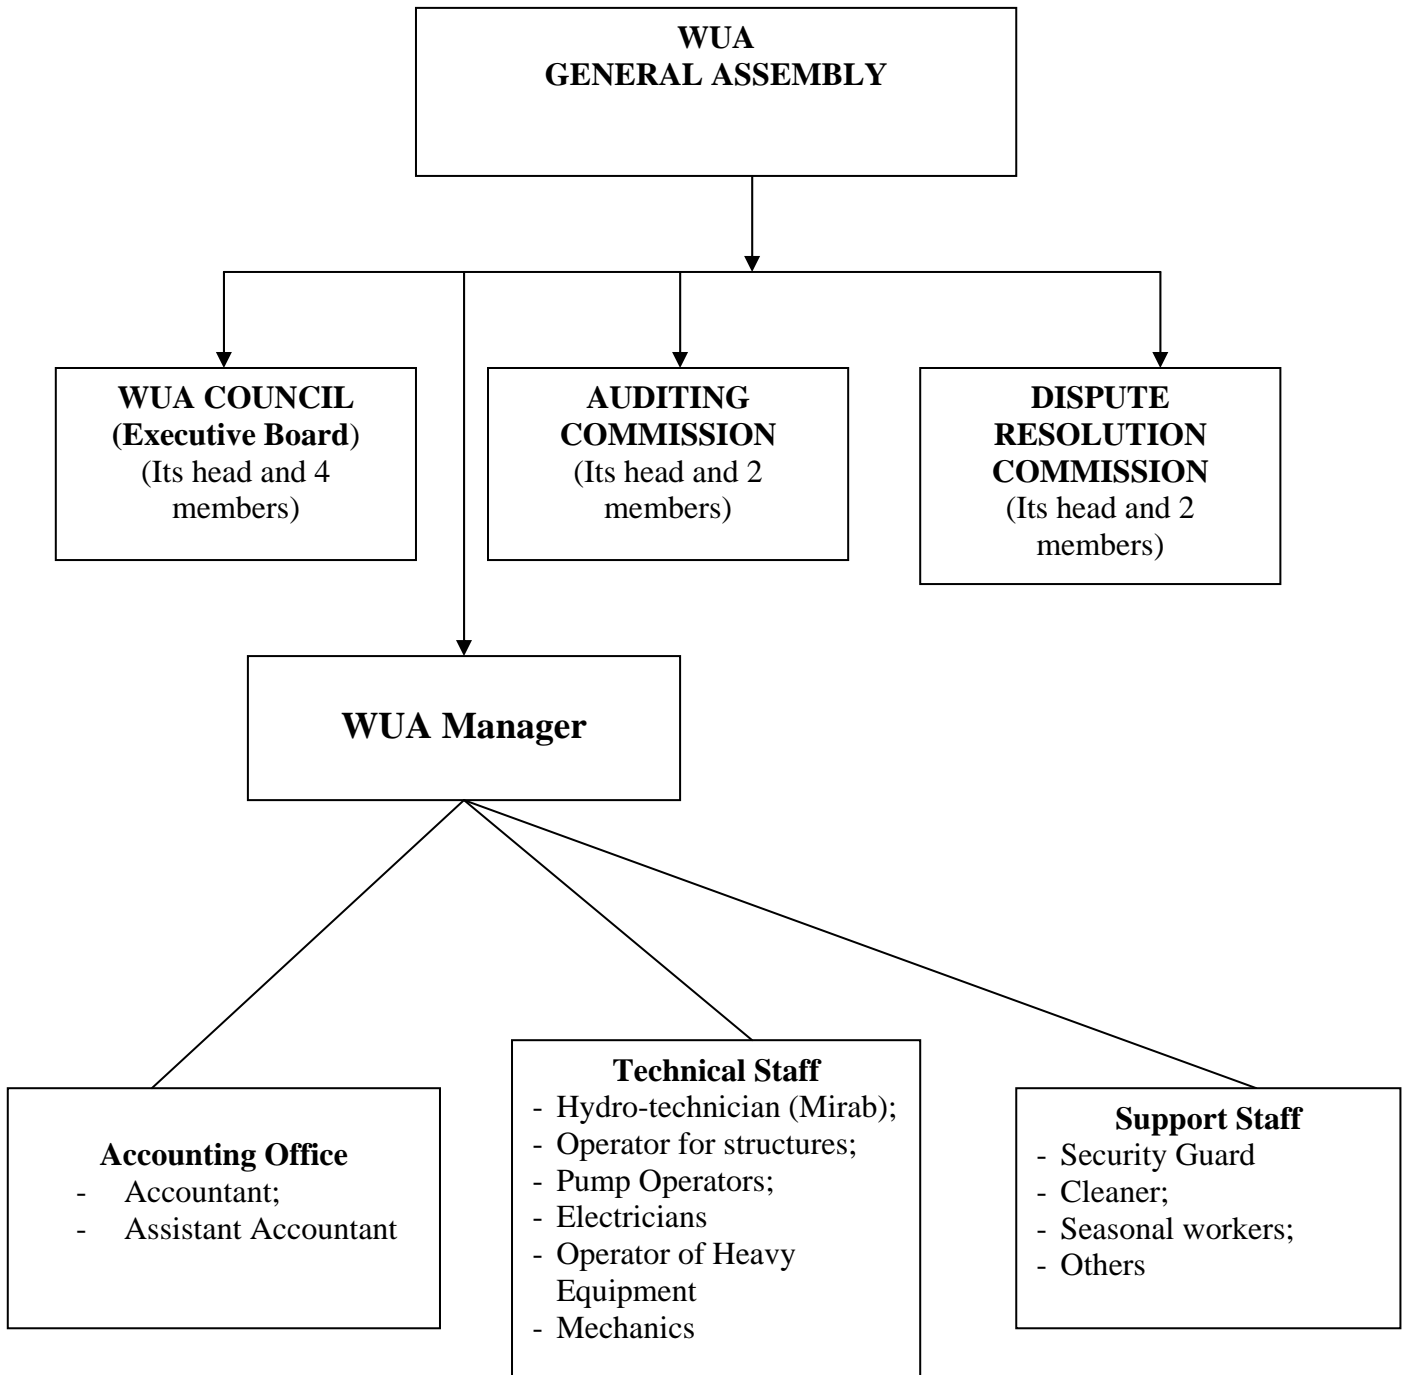 WUA
GENERAL ASSEMBLY
WUA COUNCIL
(Executive Board)
(Its head and 4
members)
AUDITING
COMMISSION
(Its head and 2
members)
DISPUTE
RESOLUTION
COMMISSION
(Its head and 2
members)
WUA Manager
Accounting Office
- Accountant;
- Assistant Accountant
Technical Staff
- Hydro-technician (Mirab);
- Operator for structures;
- Pump Operators;
- Electricians
- Operator of Heavy
Equipment
- Mechanics
Support Staff
- Security Guard
- Cleaner;
- Seasonal workers;
- Others